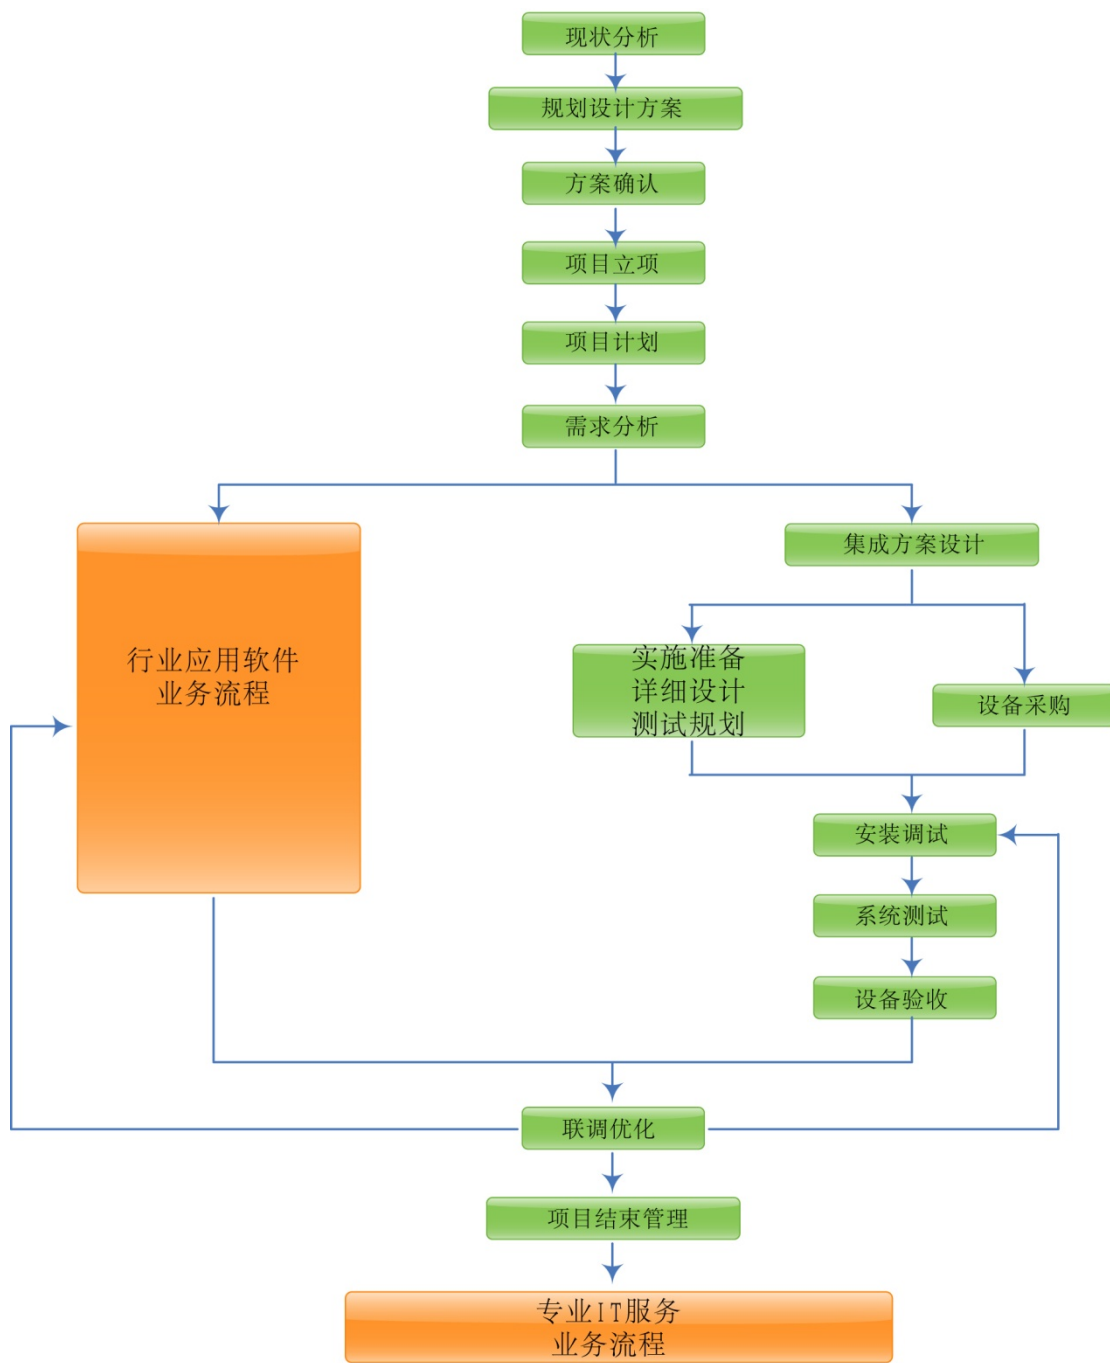 现状分析
规划设计方案
方案确认
项目立项
项目计划
需求分析
行业应用软件
业务流程
集成方案设计
实施准备
详细设计
测试规划
设备采购
安装调试
系统测试
设备验收
联调优化
项目结束管理
专业IT服务
业务流程